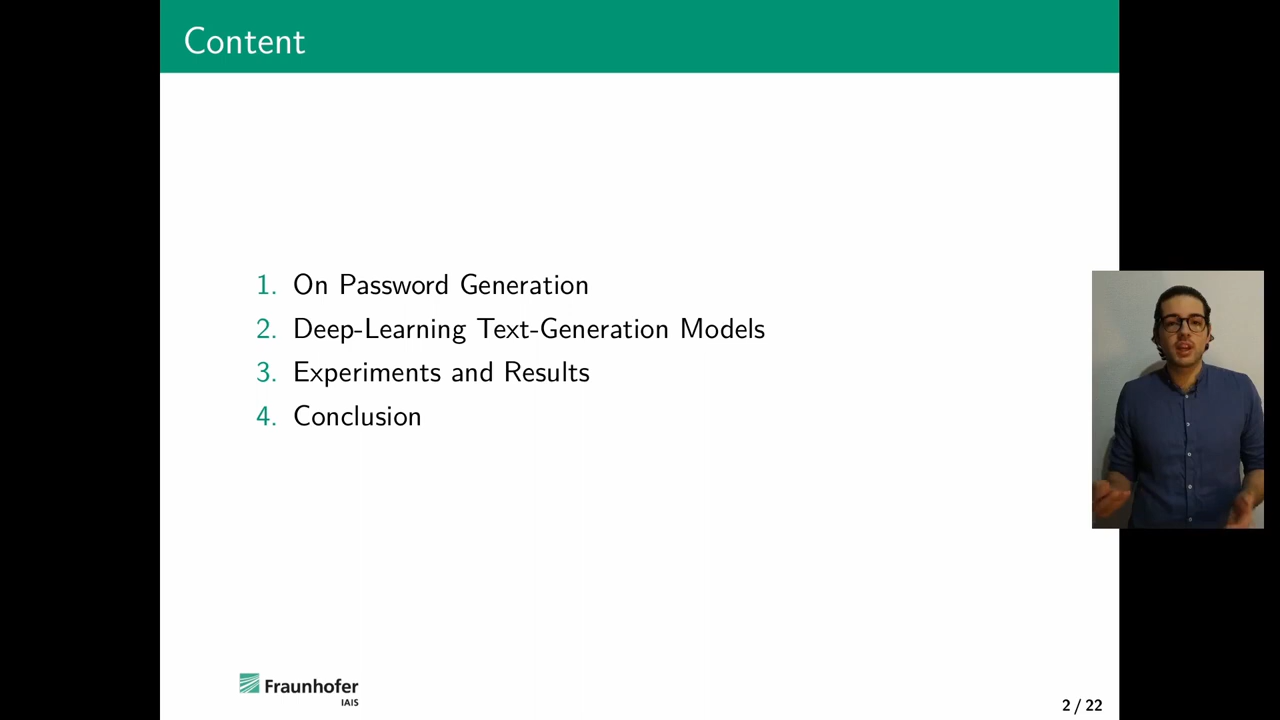 Content
1. On Password Generation
2. Deep-Learning Text-Generation Models
3. Experiments and Results
4. Conclusion
Fraunhofer
IAIS
2 / 22